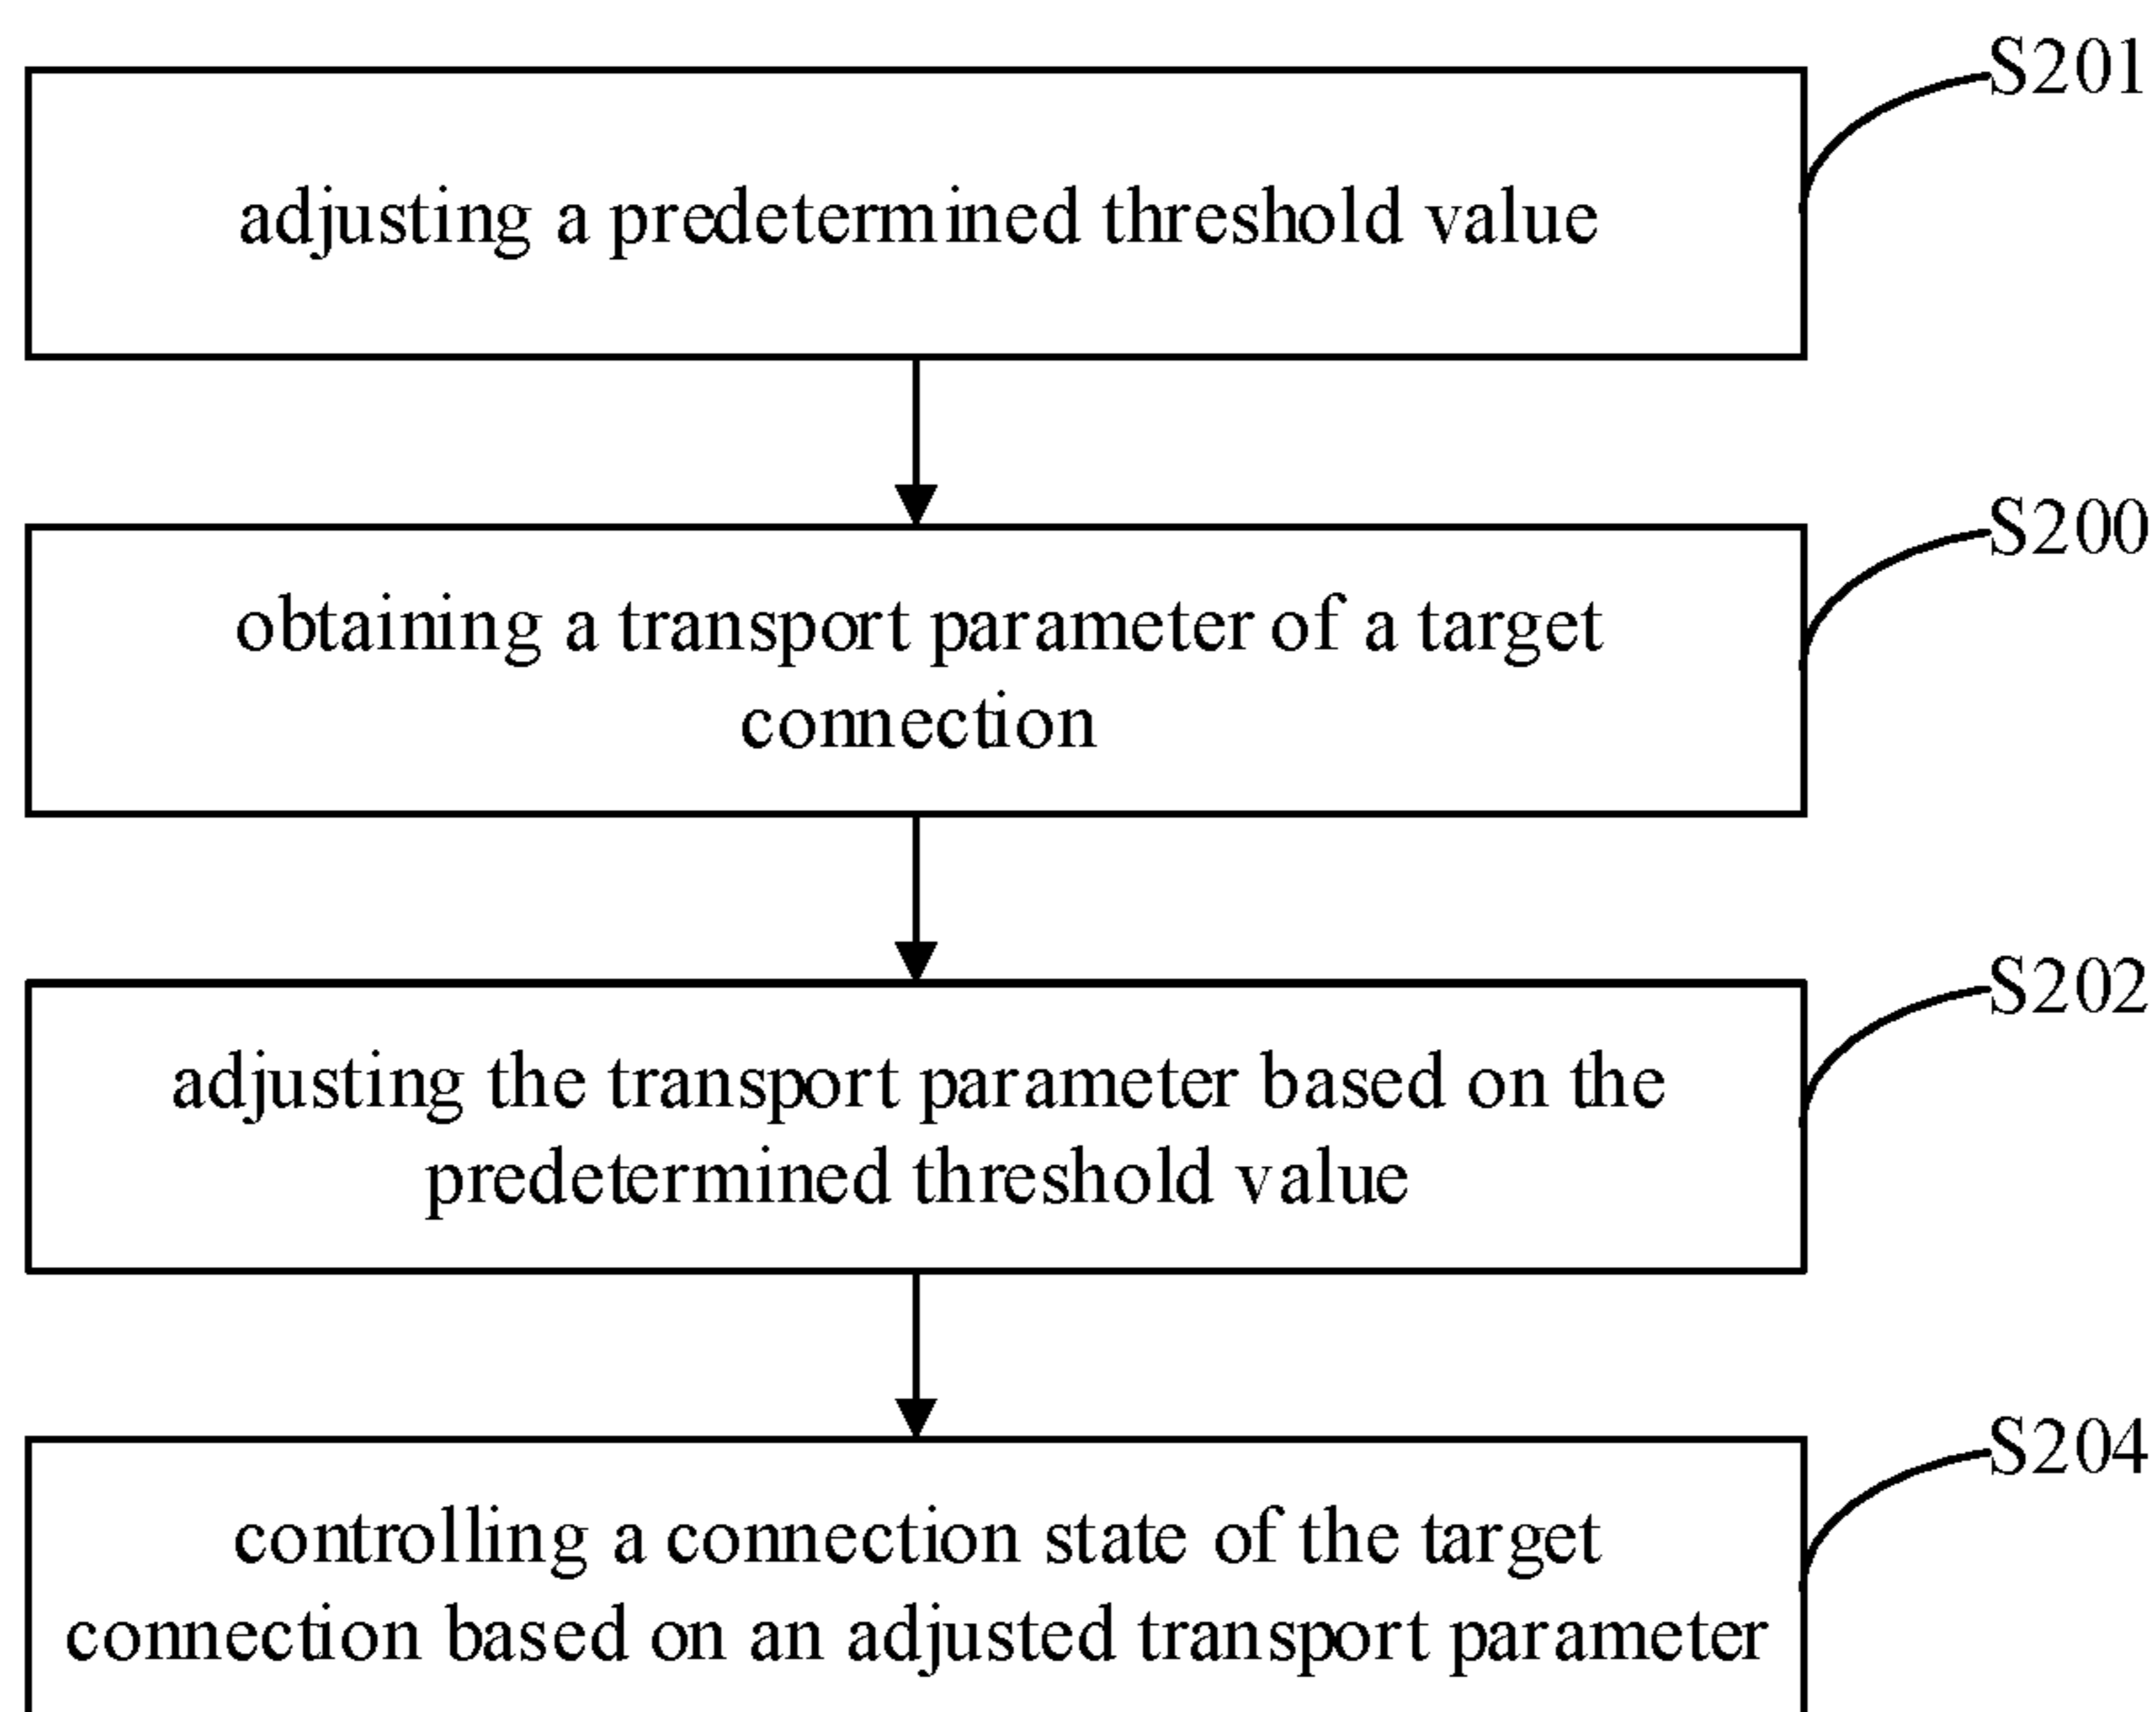 S201
adjusting a predetermined threshold value
S200
obtaining a transport parameter of a target
connection
S202
adjusting the transport parameter based on the
predetermined threshold value
S204
controlling a connection state of the target
connection based on an adjusted transport parameter